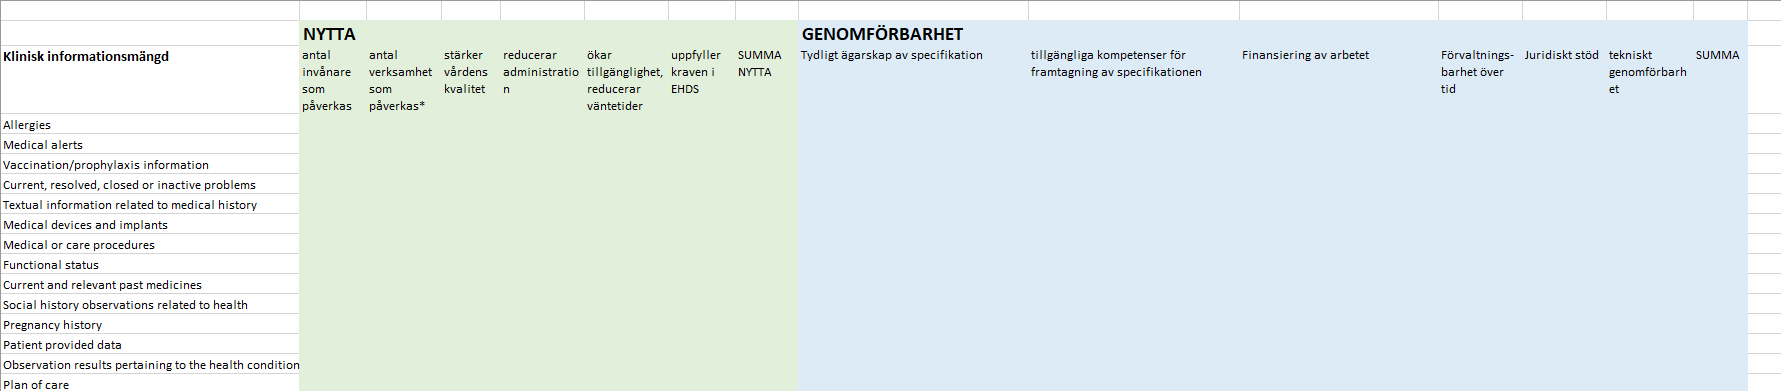 NYTTA
GENOMFÖRBARHET
Klinisk informationsmängd
antal
invånare
som
påverkas
antal
verksamhet
som
påverkas*
stärker
vårdens
kvalitet
reducerar
administratio
n
ökar
tillgänglighet,
reducerar
väntetider
uppfyller
kraven i
EHDS
SUMMA
NYTTA
Tydligt ägarskap av specifikation
tillgängliga kompetenser för
framtagning av specifikationen
Finansiering av arbetet
Förvaltnings-
barhet över
tid
Juridiskt stöd
tekniskt
genomförbarh
et
SUMMA
Allergies
Medical alerts
Vaccination/prophylaxis information
Current, resolved, closed or inactive problems
Textual information related to medical history
Medical devices and implants
Medical or care procedures
Functional status
Current and relevant past medicines
Social history observations related to health
Pregnancy history
Patient provided data
Observation results pertaining to the health condition
Plan of care